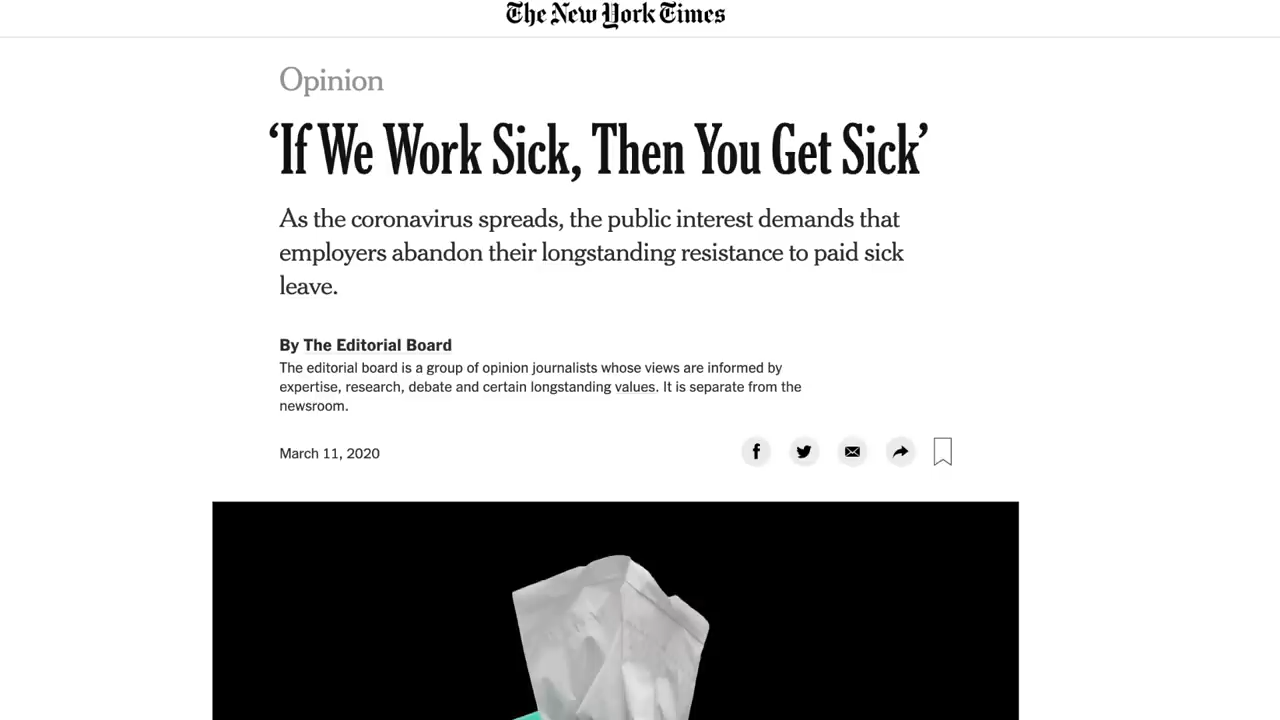 The New York Times
Opinion
‘If We Work Sick, Then You Get Sick’
As the coronavirus spreads, the public interest demands that
employers abandon their longstanding resistance to paid sick
leave.
By The Editorial Board
The editorial board is a group of opinion journalists whose views are informed by
expertise, research, debate and certain longstanding values. It is separate from the
newsroom.
March 11, 2020